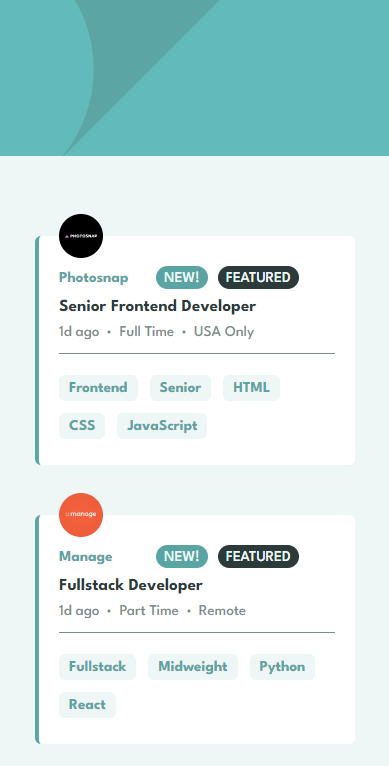 PHOTOSNAP
Photosnap NEW! FEATURED
Senior Frontend Developer
1d ago • Full Time • USA Only
Frontend Senior HTML
CSS JavaScript
manage
Manage NEW! FEATURED
Fullstack Developer
1d ago • Part Time • Remote
Fullstack Midweight Python
React